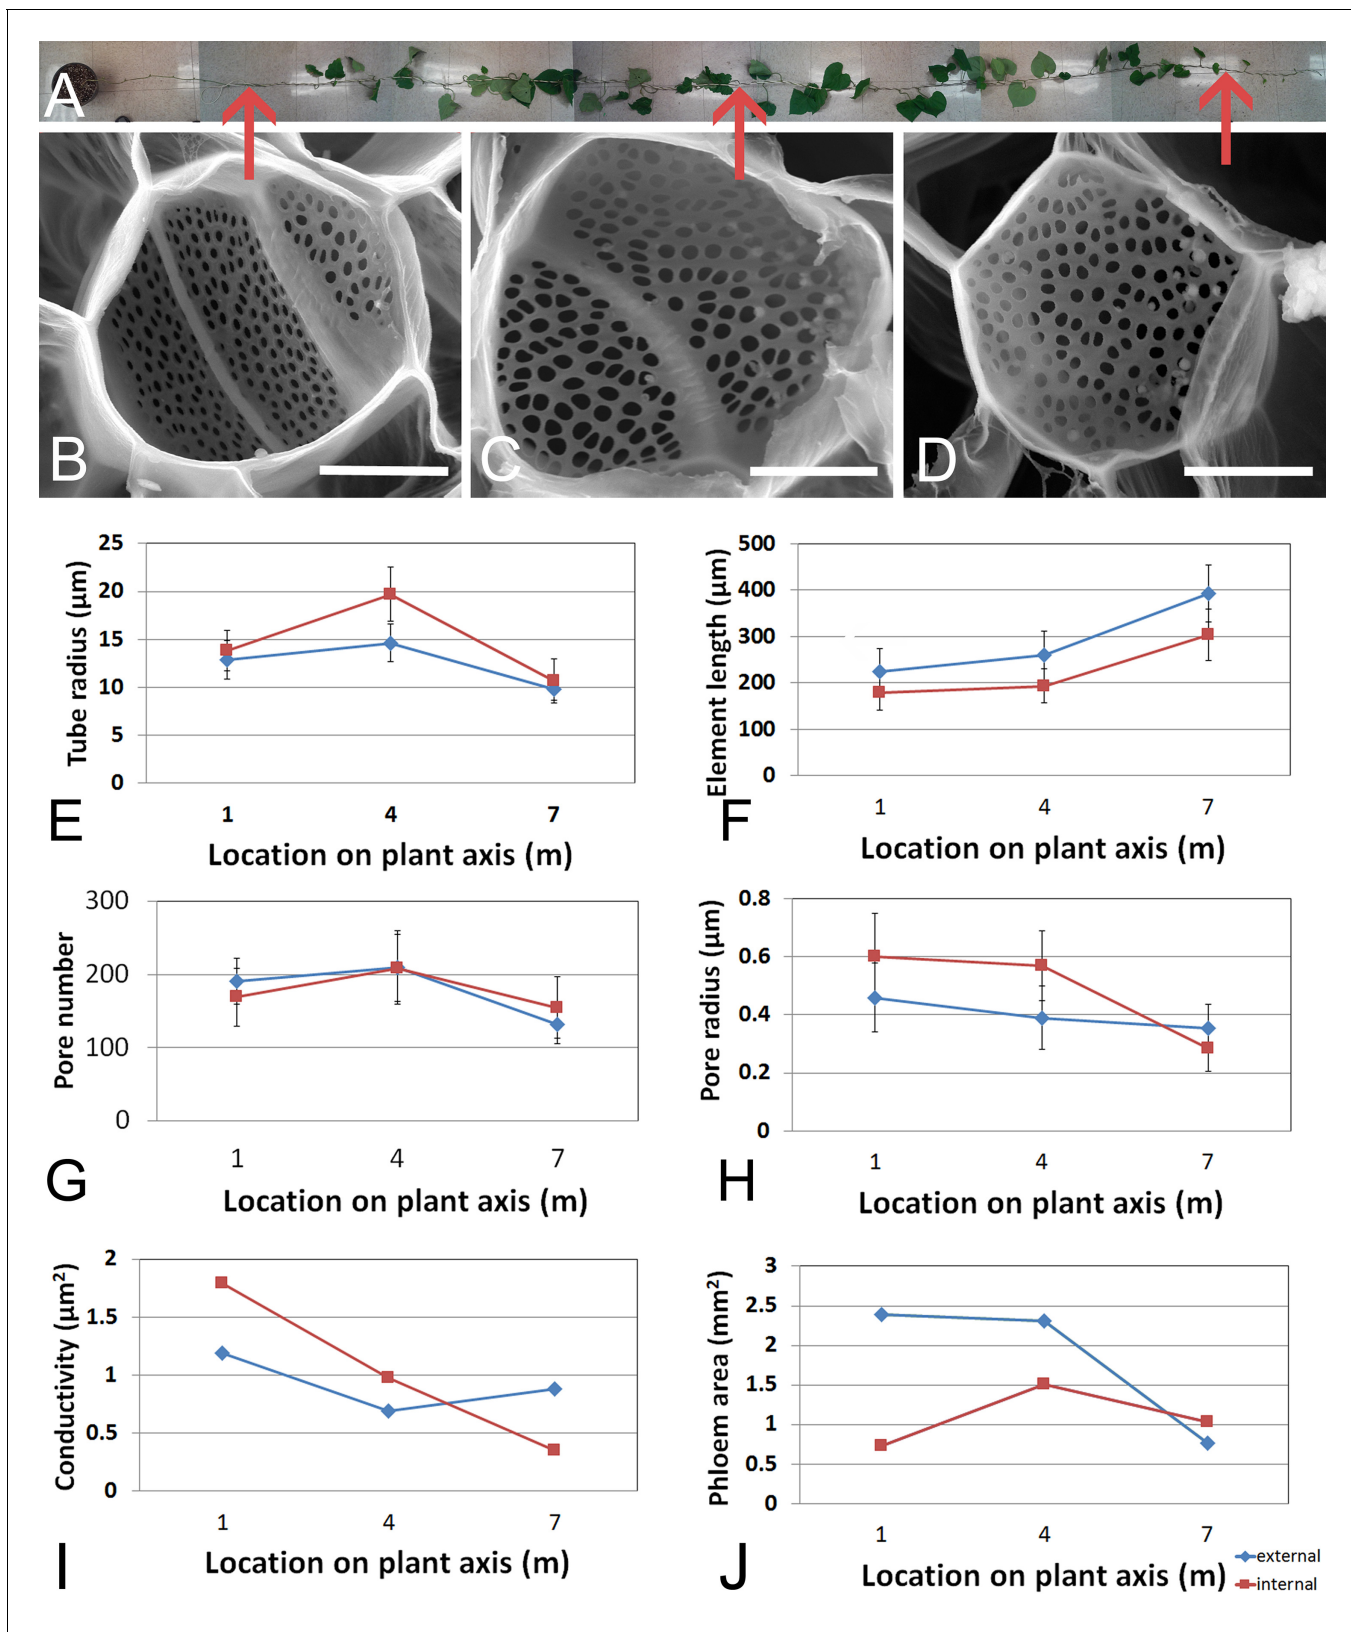 A
B
C
D
25
20
15
10
5
0
Tube radius (µm)
1 4 7
Location on plant axis (m)
E
500
400
300
200
100
0
Element length (µm)
1 4 7
Location on plant axis (m)
F
300
200
100
0
Pore number
1 4 7
Location on plant axis (m)
G
0.8
0.6
0.4
0.2
0
Pore radius (µm)
1 4 7
Location on plant axis (m)
H
2
1.5
1
0.5
0
Conductivity (µm²)
1 4 7
Location on plant axis (m)
I
3
2.5
2
1.5
1
0.5
0
Phloem area (mm²)
1 4 7
Location on plant axis (m)
J
external
internal